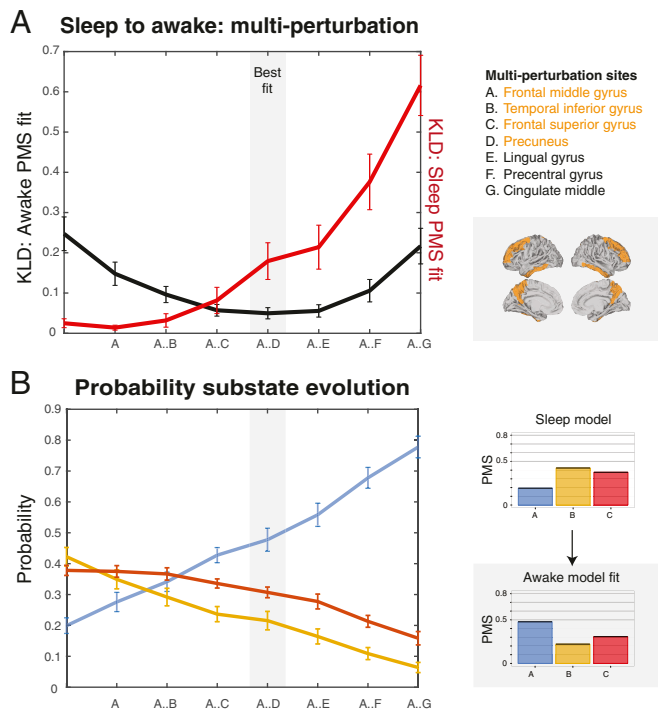 A
Sleep to awake: multi-perturbation
0.7
0.6
0.5
0.4
0.3
0.2
0.1
0
KLD: Awake PMS fit
KLD: Sleep PMS fit
Best
fit
A
A..B
A..C
A..D
A..E
A..F
A..G
Multi-perturbation sites
A. Frontal middle gyrus
B. Temporal inferior gyrus
C. Frontal superior gyrus
D. Precuneus
E. Lingual gyrus
F. Precentral gyrus
G. Cingulate middle
B
Probability substate evolution
0.9
0.8
0.7
0.6
0.5
0.4
0.3
0.2
0.1
0
Probability
A
A..B
A..C
A..D
A..E
A..F
A..G
Sleep model
PMS
0.8
0.5
0
A
B
C
Awake model fit
PMS
0.8
0.5
0
A
B
C